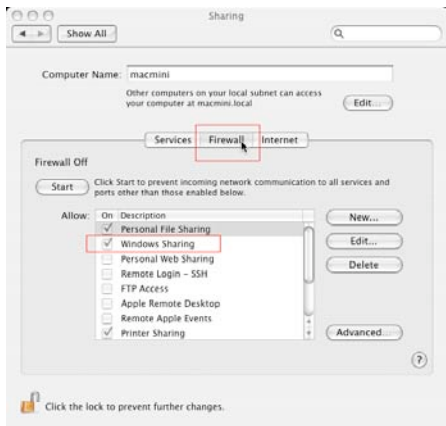 Sharing
Show All
Computer Name: macmini
Other computers on your local subnet can access
your computer at macmini.local
Edit...
Services Firewall Internet
Firewall Off
Start Click Start to prevent incoming network communication to all services and
ports other than those enabled below.
Allow: On Description
Personal File Sharing
Windows Sharing
Personal Web Sharing
Remote Login - SSH
FTP Access
Apple Remote Desktop
Remote Apple Events
Printer Sharing
New...
Edit...
Delete
Advanced...
?
Click the lock to prevent further changes.